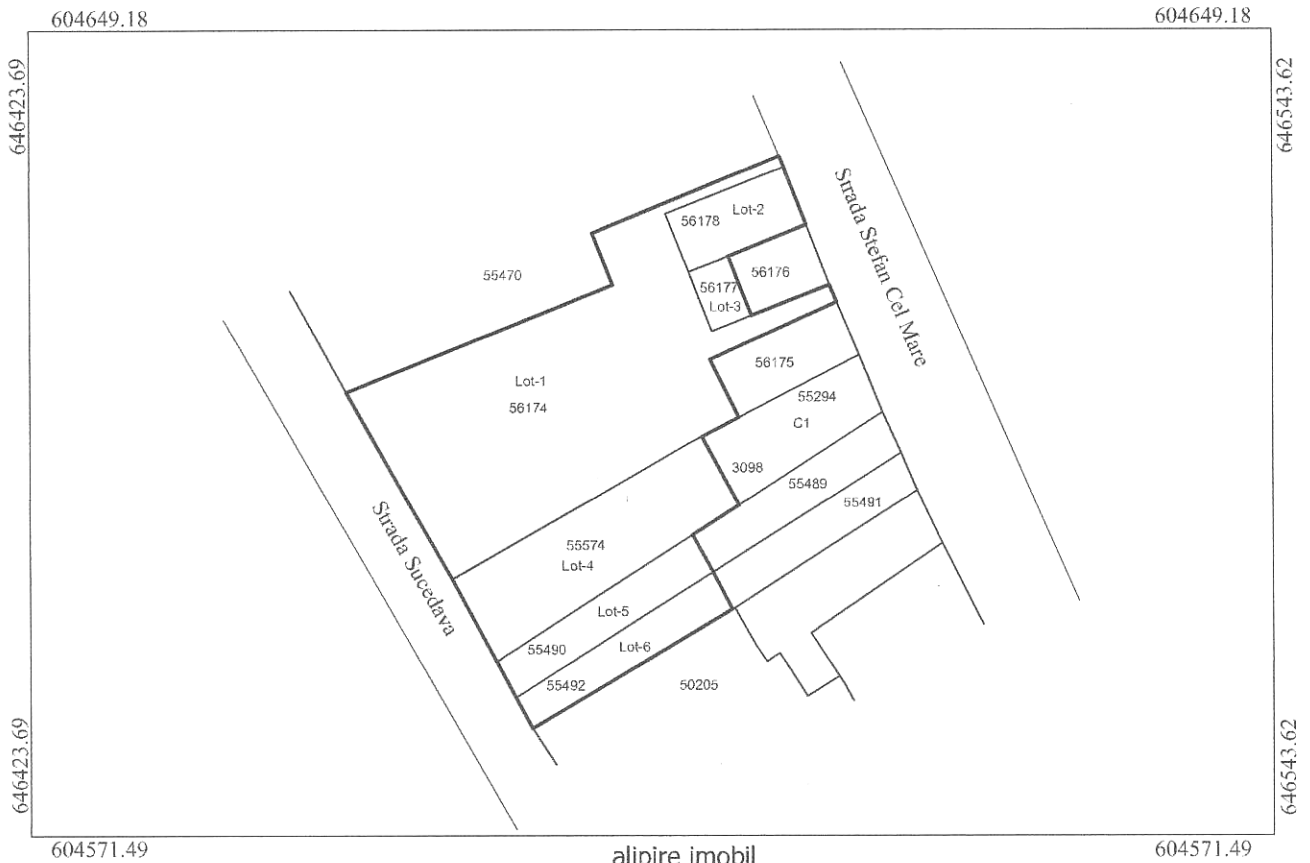 604649.18
604649.18
646423.69
646543.62
Strada Stefan Cel Mare
56178
Lot-2
55470
56177
56176
Lot-3
56175
Lot-1
56174
55294
C1
3098
55489
55491
Strada Sucedava
55574
Lot-4
Lot-5
55490
Lot-6
55492
50205
646423.69
646543.62
604571.49
604571.49
alipire imobil